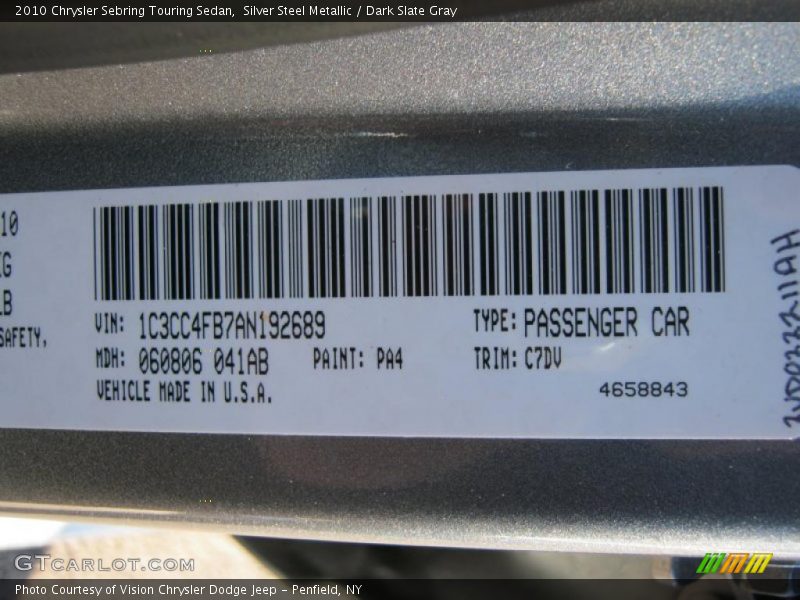 2010 Chrysler Sebring Touring Sedan, Silver Steel Metallic / Dark Slate Gray
10
IG
LB
SAFETY,
VIN: 1C3CC4FB7AN192689 TYPE: PASSENGER CAR
MDH: 060806 041AB PAINT: PA4 TRIM: C7DV
VEHICLE MADE IN U.S.A. 4658843
GTCARLOT.COM
Photo Courtesy of Vision Chrysler Dodge Jeep - Penfield, NY